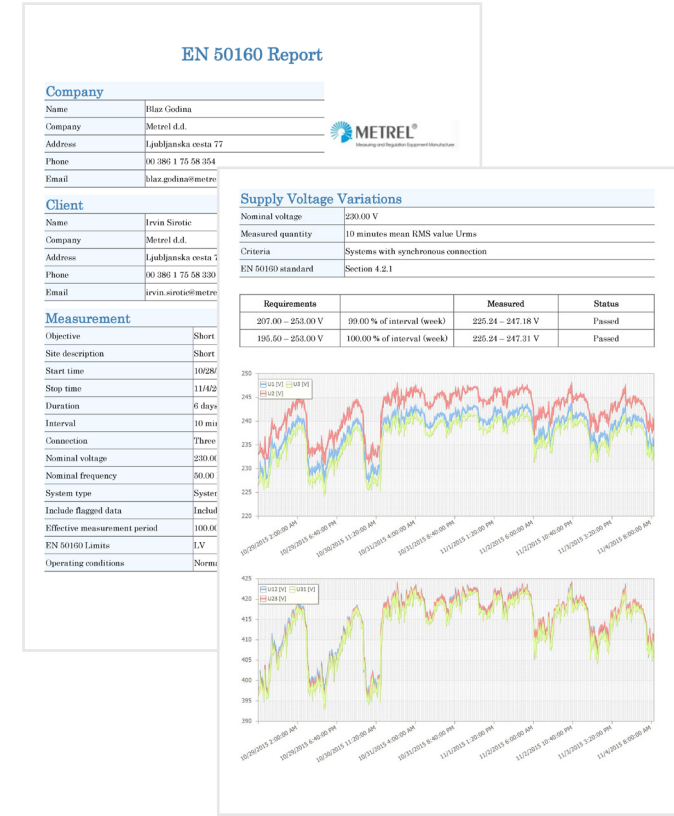 EN 50160 Report
Company
Name Blaz Godina
Company Metrel d.d.
Address Ljubljanska cesta 77
Phone 00 386 1 75 58 354
Email blaz.godina@metre
METREL®
Measuring and Regulation Equipment Manufacturer
Client
Name Irvin Sirotic
Company Metrel d.d.
Address Ljubljanska cesta 7
Phone 00 386 1 75 58 330
Email irvin.sirotic@metre
Measurement
Objective Short
Site description Short
Start time 10/28/
Stop time 11/4/2
Duration 6 days
Interval 10 min
Connection Three
Nominal voltage 230.00
Nominal frequency 50.00
System type System
Include flagged data Includ
Effective measurement period 100.00
EN 50160 Limits LV
Operating conditions Norma
Supply Voltage Variations
Nominal voltage 230.00 V
Measured quantity 10 minutes mean RMS value Urms
Criteria Systems with synchronous connection
EN 50160 standard Section 4.2.1
Requirements Measured Status
207.00 – 253.00 V 99.00 % of interval (week) 225.24 – 247.18 V Passed
195.50 – 253.00 V 100.00 % of interval (week) 225.24 – 247.31 V Passed
250
245
240
235
230
225
220
U1 [V] U3 [V]
U2 [V]
10/29/2015 2:00:00 AM
10/29/2015 6:40:00 PM
10/30/2015 11:20:00 AM
10/31/2015 4:00:00 AM
10/31/2015 8:40:00 PM
11/1/2015 1:20:00 PM
11/2/2015 6:00:00 AM
11/2/2015 10:40:00 PM
11/3/2015 3:20:00 PM
11/4/2015 8:00:00 AM
425
420
415
410
405
400
395
390
U12 [V] U31 [V]
U23 [V]
10/29/2015 2:00:00 AM
10/29/2015 6:40:00 PM
10/30/2015 11:20:00 AM
10/31/2015 4:00:00 AM
10/31/2015 8:40:00 PM
11/1/2015 1:20:00 PM
11/2/2015 6:00:00 AM
11/2/2015 10:40:00 PM
11/3/2015 3:20:00 PM
11/4/2015 8:00:00 AM